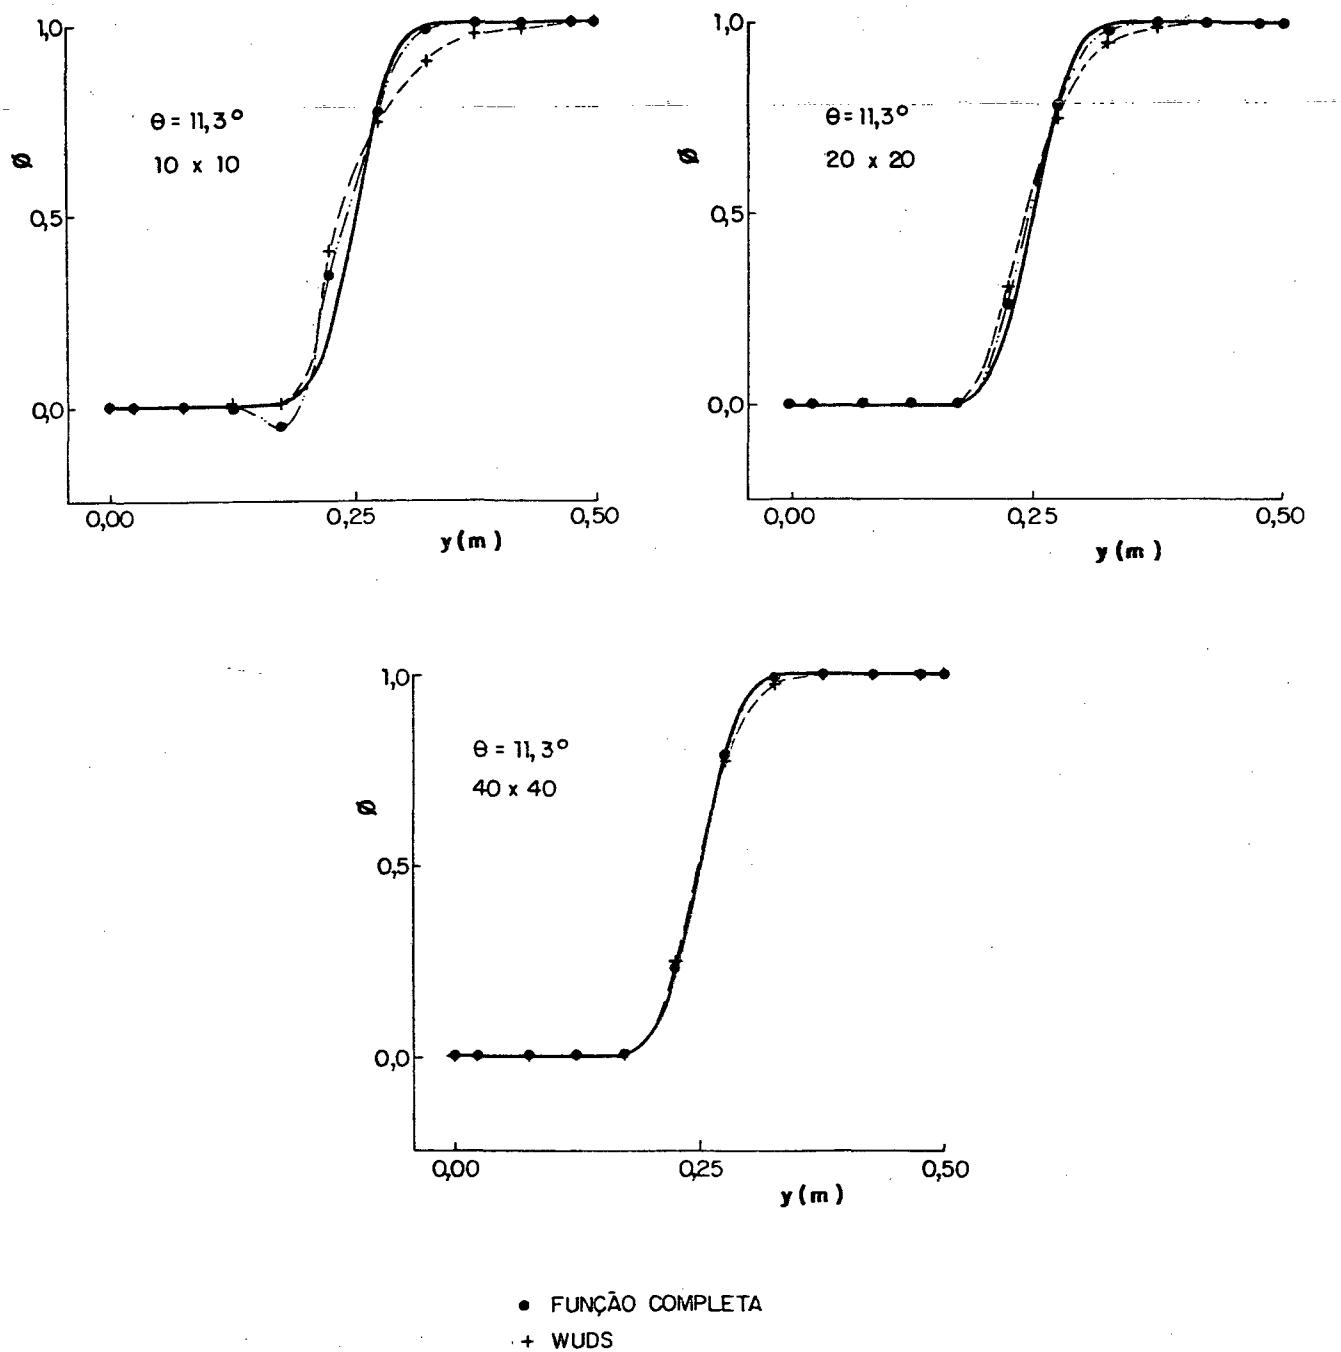 1,0
θ = 11,3°
10 x 10
ø
0,5
0,0
0,00 0,25 0,50
y (m)
1,0
θ = 11,3°
20 x 20
ø
0,5
0,0
0,00 0,25 0,50
y (m)
1,0
θ = 11,3°
40 x 40
ø
0,5
0,0
0,00 0,25 0,50
y (m)
● FUNÇÃO COMPLETA
+ WUDS